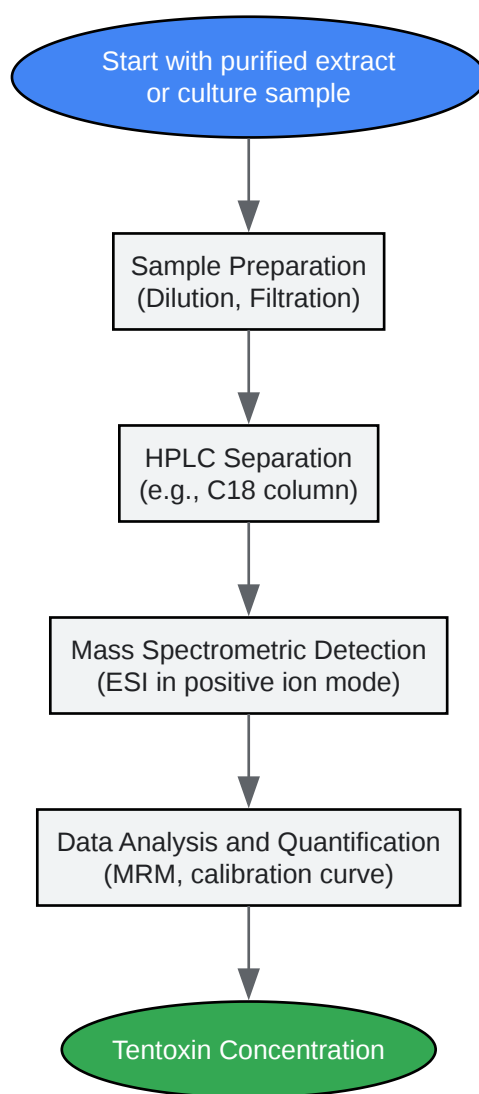 Start with purified extract
or culture sample
Sample Preparation
(Dilution, Filtration)
HPLC Separation
(e.g., C18 column)
Mass Spectrometric Detection
(ESI in positive ion mode)
Data Analysis and Quantification
(MRM, calibration curve)
Tentoxin Concentration